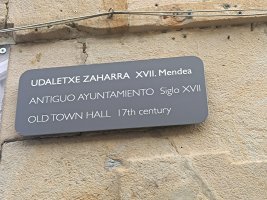 UDALETXE ZAHARRA XVII. Mendea
ANTIGUO AYUNTAMIENTO Siglo XVII
OLD TOWN HALL 17th century